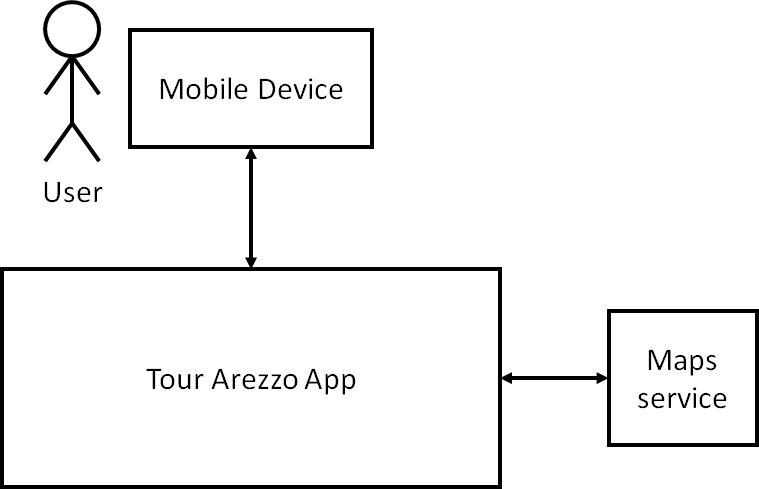 Mobile Device
User
Tour Arezzo App
Maps
service